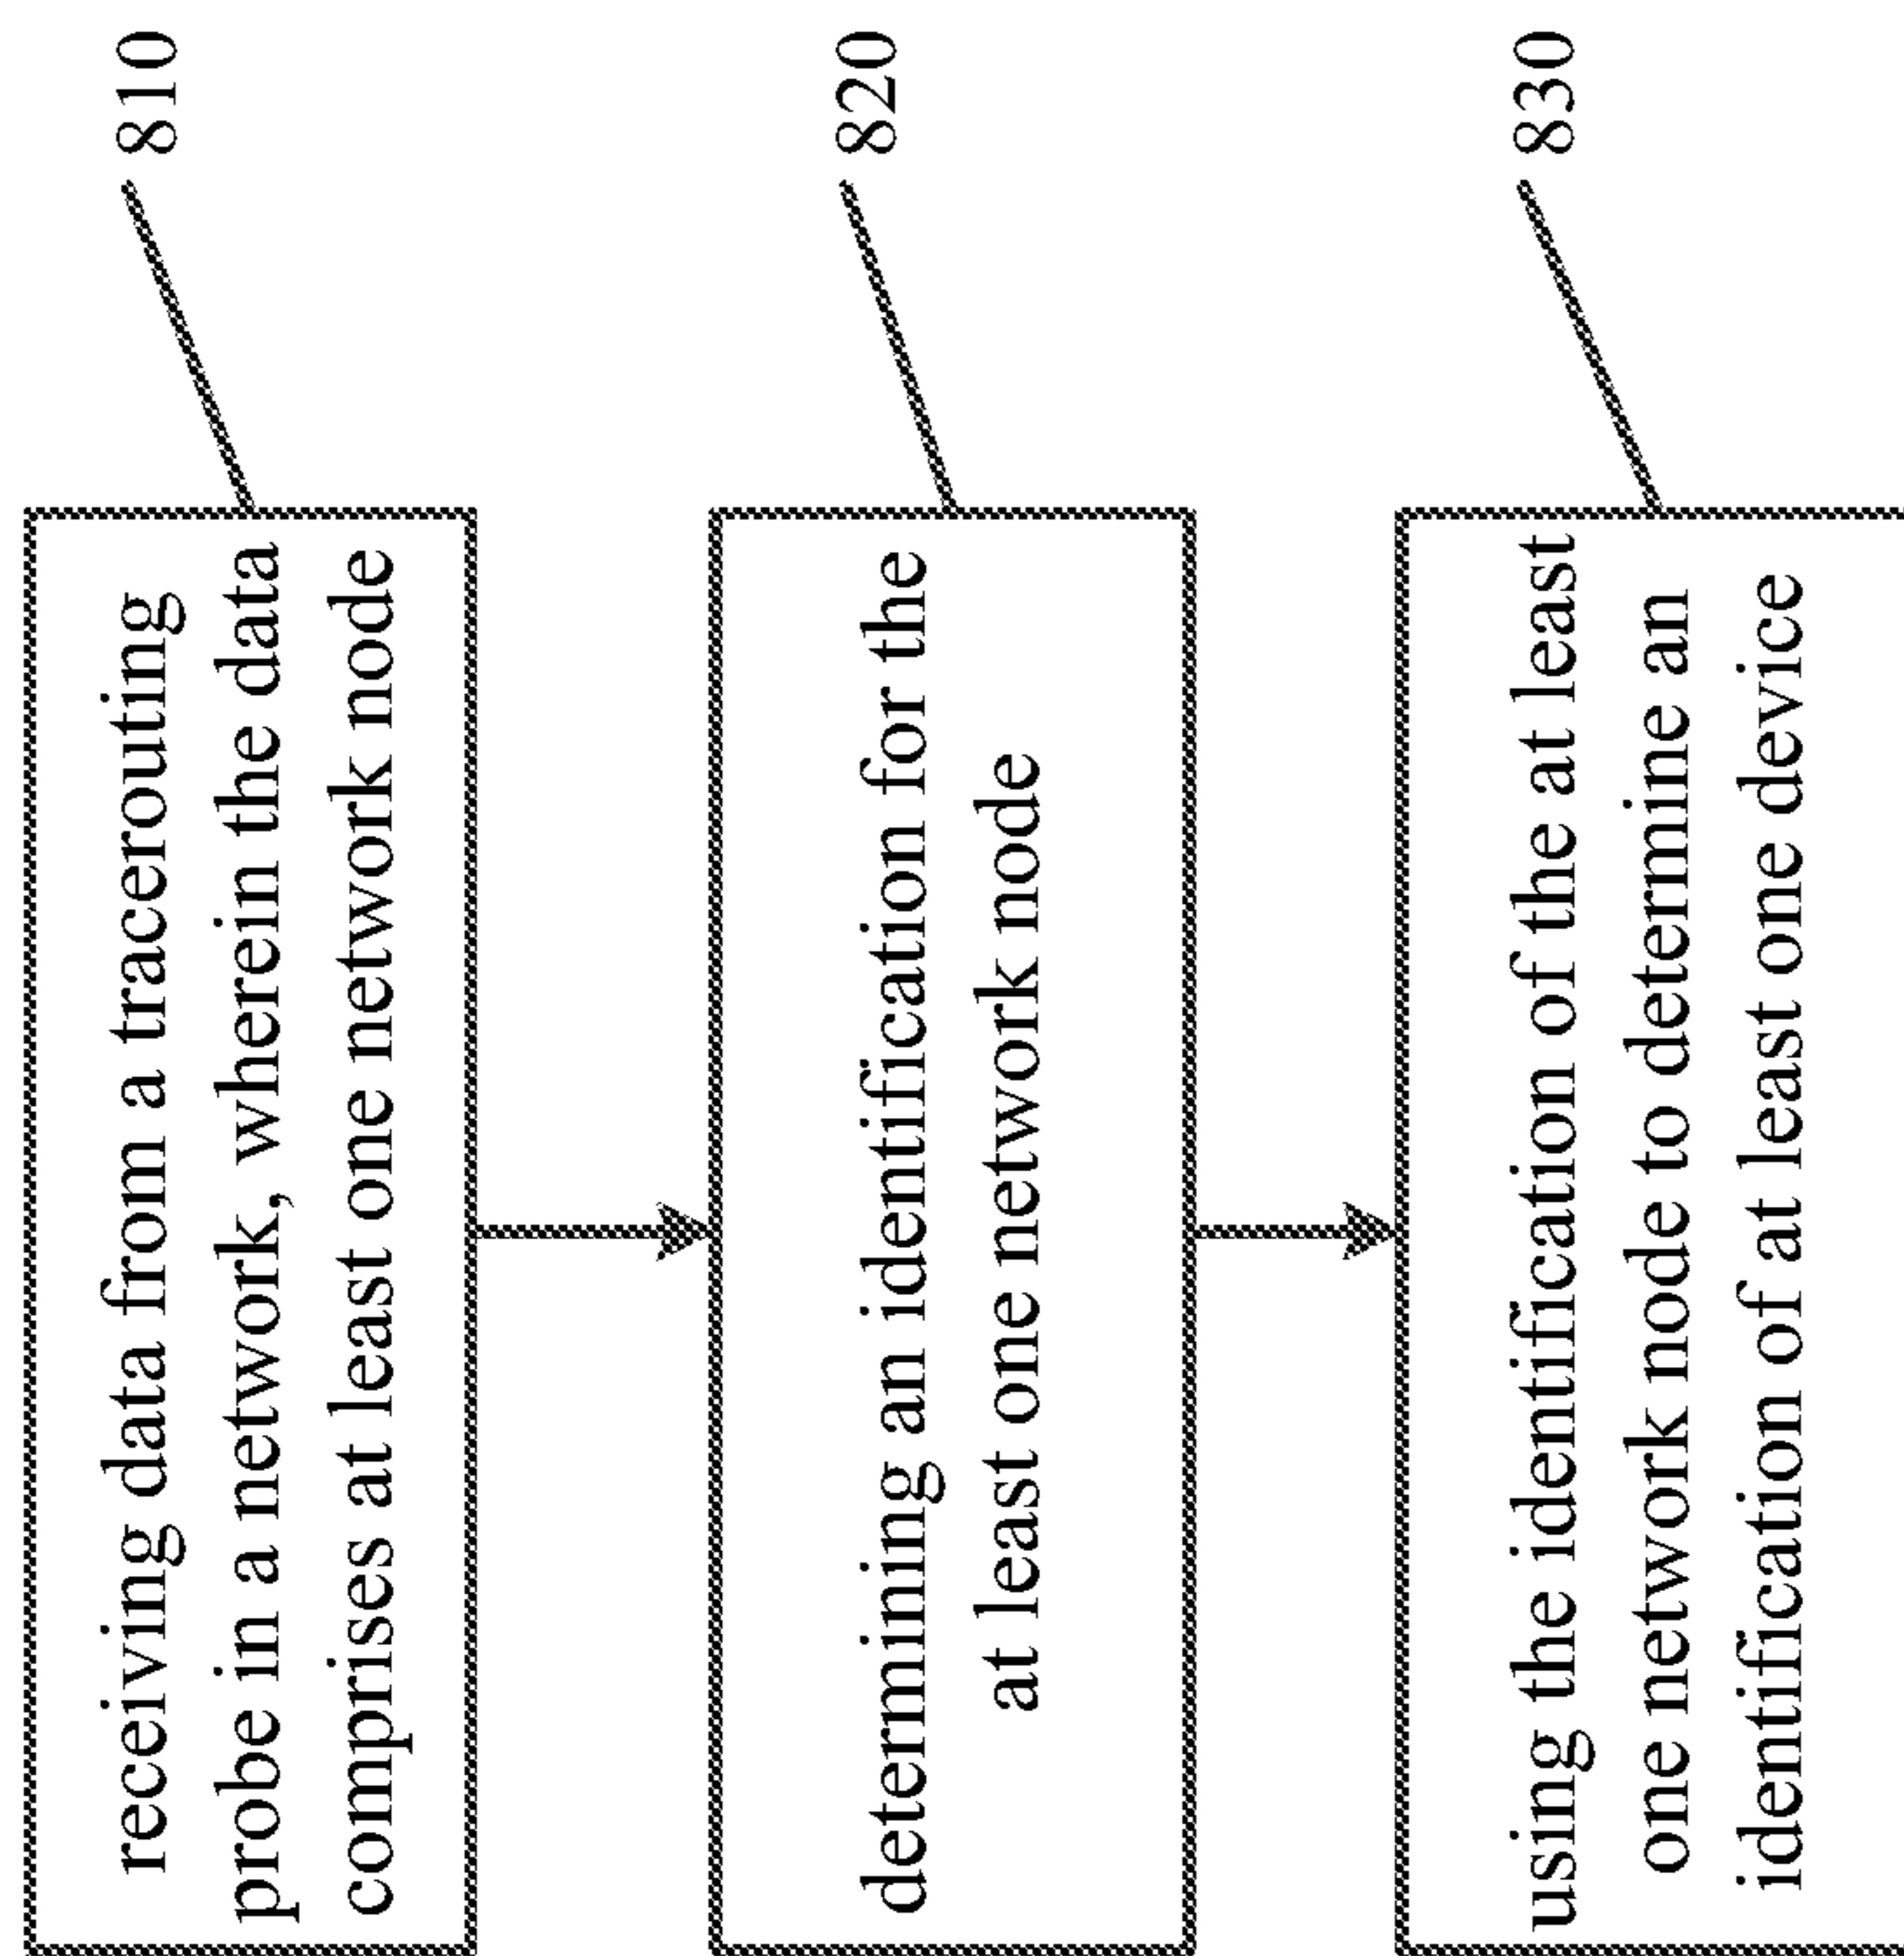 receiving data from a tracerouting
probe in a network, wherein the data
comprises at least one network node
810
determining an identification for the
at least one network node
820
using the identification of the at least
one network node to determine an
identification of at least one device
830